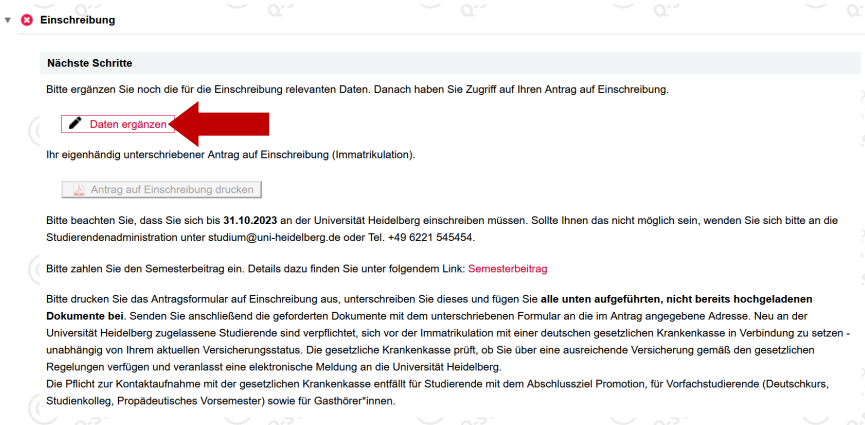 Einschreibung
Nächste Schritte
Bitte ergänzen Sie noch die für die Einschreibung relevanten Daten. Danach haben Sie Zugriff auf Ihren Antrag auf Einschreibung.
Daten ergänzen
Ihr eigenhändig unterschriebener Antrag auf Einschreibung (Immatrikulation).
Antrag auf Einschreibung drucken
Bitte beachten Sie, dass Sie sich bis 31.10.2023 an der Universität Heidelberg einschreiben müssen. Sollte Ihnen das nicht möglich sein, wenden Sie sich bitte an die
Studierendenadministration unter studium@uni-heidelberg.de oder Tel. +49 6221 545454.
Bitte zahlen Sie den Semesterbeitrag ein. Details dazu finden Sie unter folgendem Link: Semesterbeitrag
Bitte drucken Sie das Antragsformular auf Einschreibung aus, unterschreiben Sie dieses und fügen Sie alle unten aufgeführten, nicht bereits hochgeladenen
Dokumente bei. Senden Sie anschließend die geforderten Dokumente mit dem unterschriebenen Formular an die im Antrag angegebene Adresse. Neu an der
Universität Heidelberg zugelassene Studierende sind verpflichtet, sich vor der Immatrikulation mit einer deutschen gesetzlichen Krankenkasse in Verbindung zu setzen -
unabhängig von Ihrem aktuellen Versicherungsstatus. Die gesetzliche Krankenkasse prüft, ob Sie über eine ausreichende Versicherung gemäß den gesetzlichen
Regelungen verfügen und veranlasst eine elektronische Meldung an die Universität Heidelberg.
Die Pflicht zur Kontaktaufnahme mit der gesetzlichen Krankenkasse entfällt für Studierende mit dem Abschlussziel Promotion, für Vorfachstudierende (Deutschkurs,
Studienkolleg, Propädeutisches Vorsemester) sowie für Gasthörer*innen.